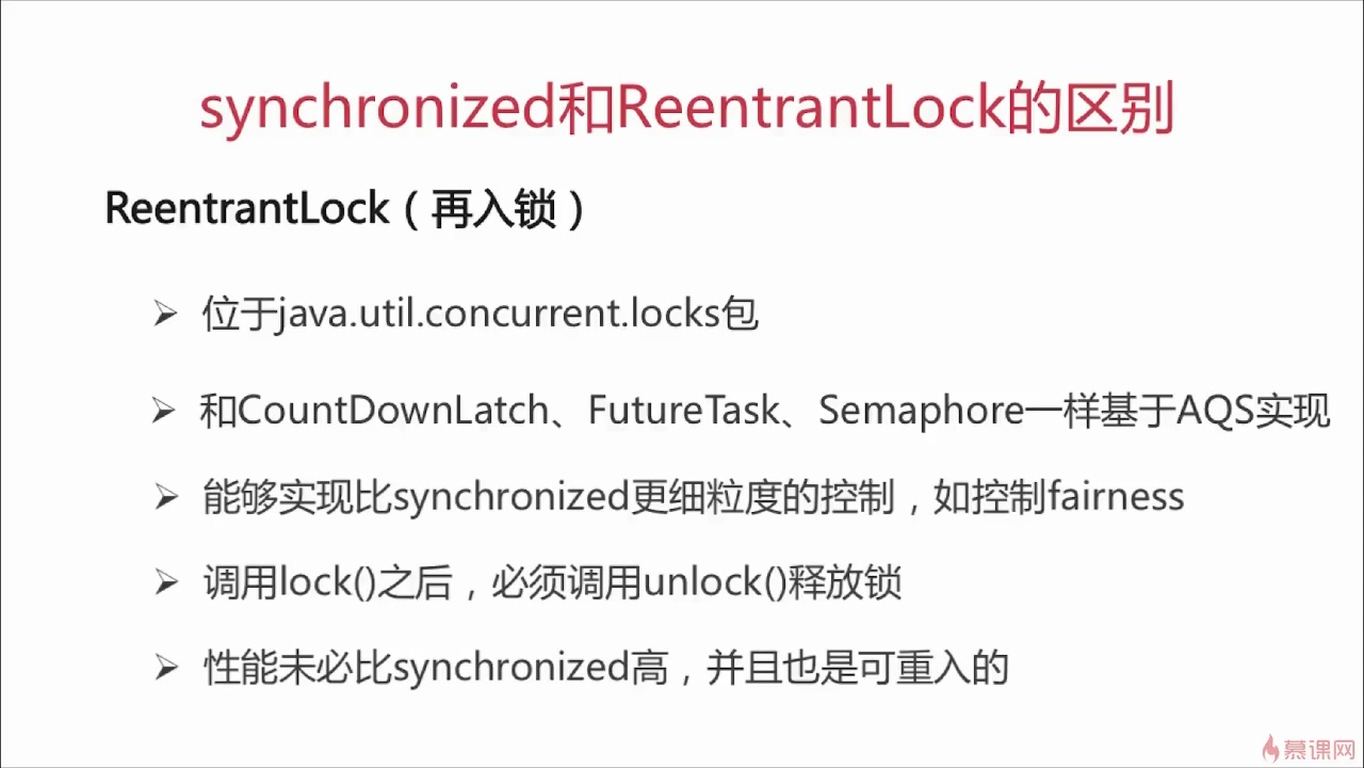 synchronized和ReentrantLock的区别
ReentrantLock（再入锁）
➢ 位于java.util.concurrent.locks包
➢ 和CountDownLatch、FutureTask、Semaphore一样基于AQS实现
➢ 能够实现比synchronized更细粒度的控制，如控制fairness
➢ 调用lock()之后，必须调用unlock()释放锁
➢ 性能未必比synchronized高，并且也是可重入的
慕课网